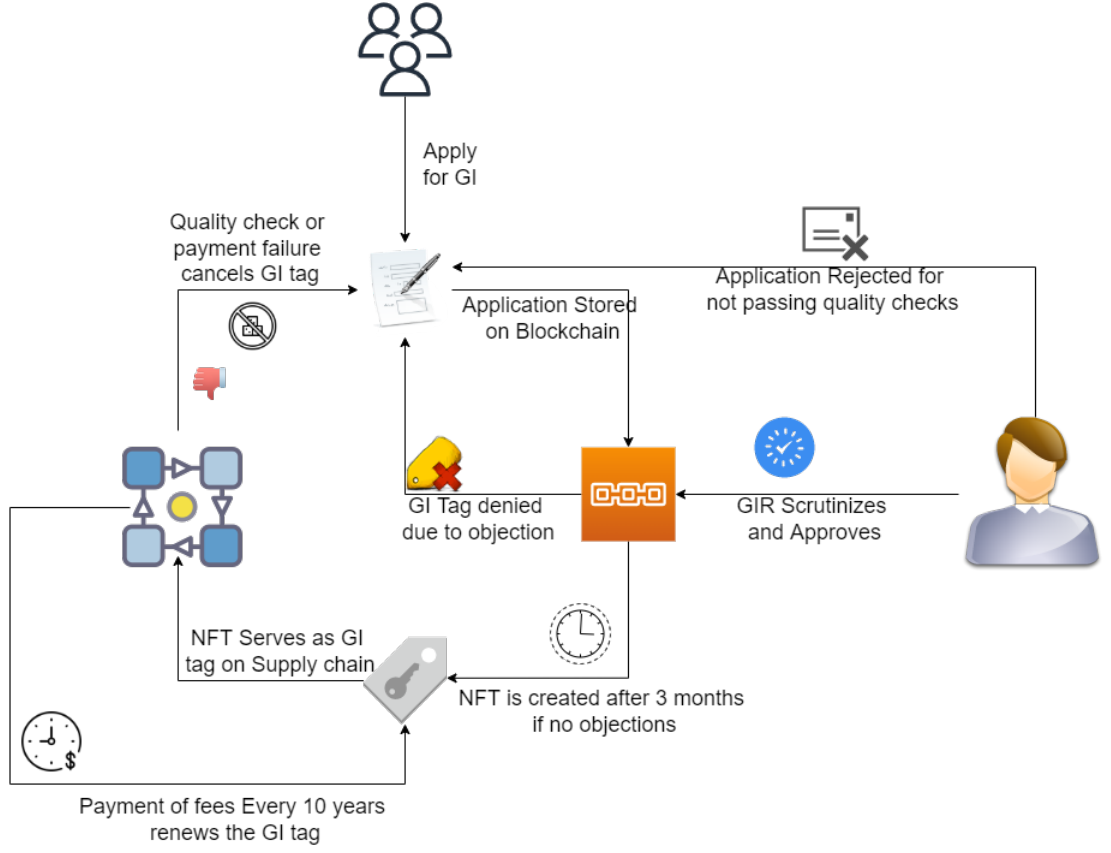 Apply
for GI
Quality check or
payment failure
cancels GI tag
Application Rejected for
not passing quality checks
Application Stored
on Blockchain
GI Tag denied
due to objection
GIR Scrutinizes
and Approves
NFT Serves as GI
tag on Supply chain
NFT is created after 3 months
if no objections
$
Payment of fees Every 10 years
renews the GI tag